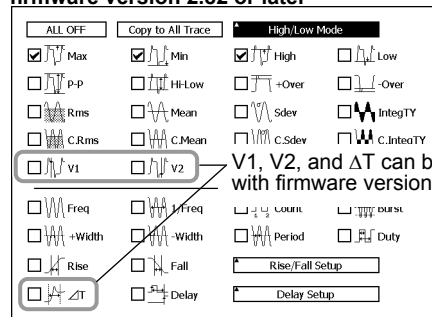 firmware version 2.02 or later
ALL OFF Copy to All Trace High/Low Mode
Max Min High Low
P-P Hi-Low +Over -Over
Rms Mean Sdev IntegTY
C.Rms C.Mean C.Sdev C.IntegTY
V1 V2
V1, V2, and ΔT can b
with firmware version
Freq 1/Freq Count Burst
+Width -Width Period Duty
Rise Fall Rise/Fall Setup
ΔT Delay Delay Setup